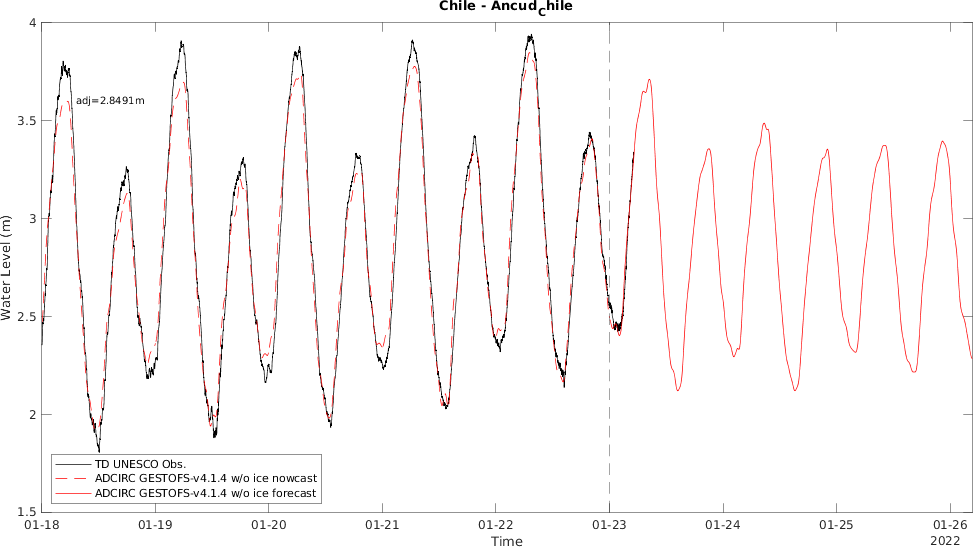 Chile - Ancud_Chile
4
3.5
3
2.5
2
1.5
Water Level (m)
adj=2.8491m
TD UNESCO Obs.
ADCIRC GESTOFS-v4.1.4 w/o ice nowcast
ADCIRC GESTOFS-v4.1.4 w/o ice forecast
01-18 01-19 01-20 01-21 01-22 01-23 01-24 01-25 01-26
Time 2022